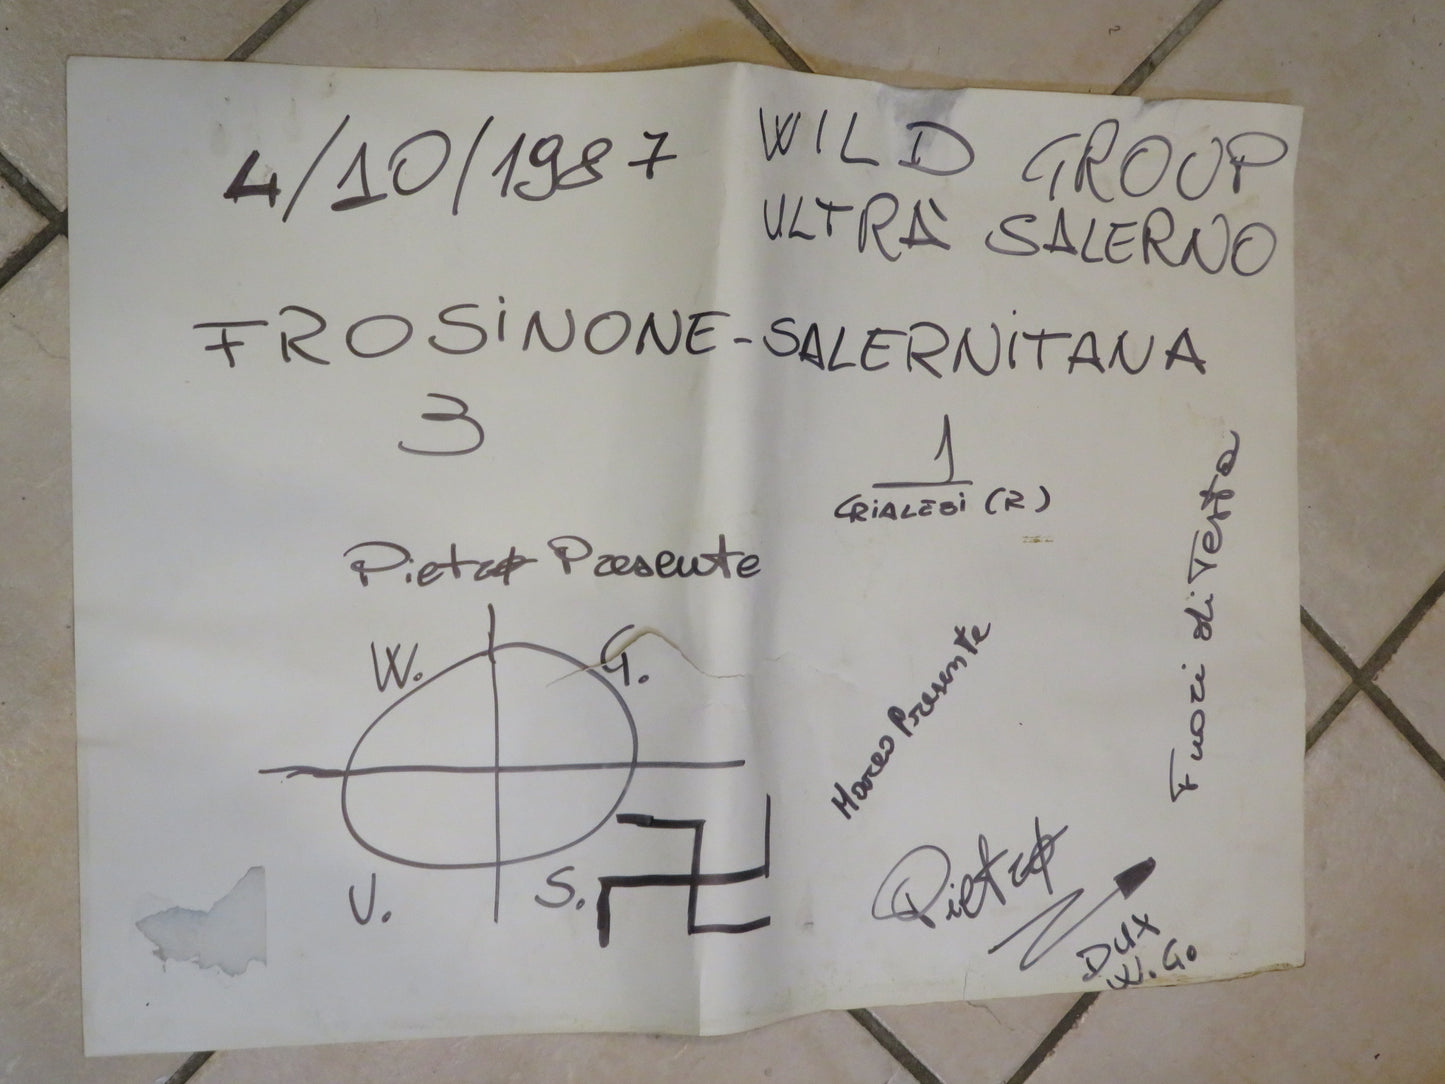 4/10/1987
WILD GROUP
ULTRÀ SALERNO
FROSiNONE-SALERNiTANA
3
1
GRiALEDi (R)
Pietro Presente
W. G.
U. S.
Marco Presente
Fuori di Testa
Pietro
DUX
W.G.